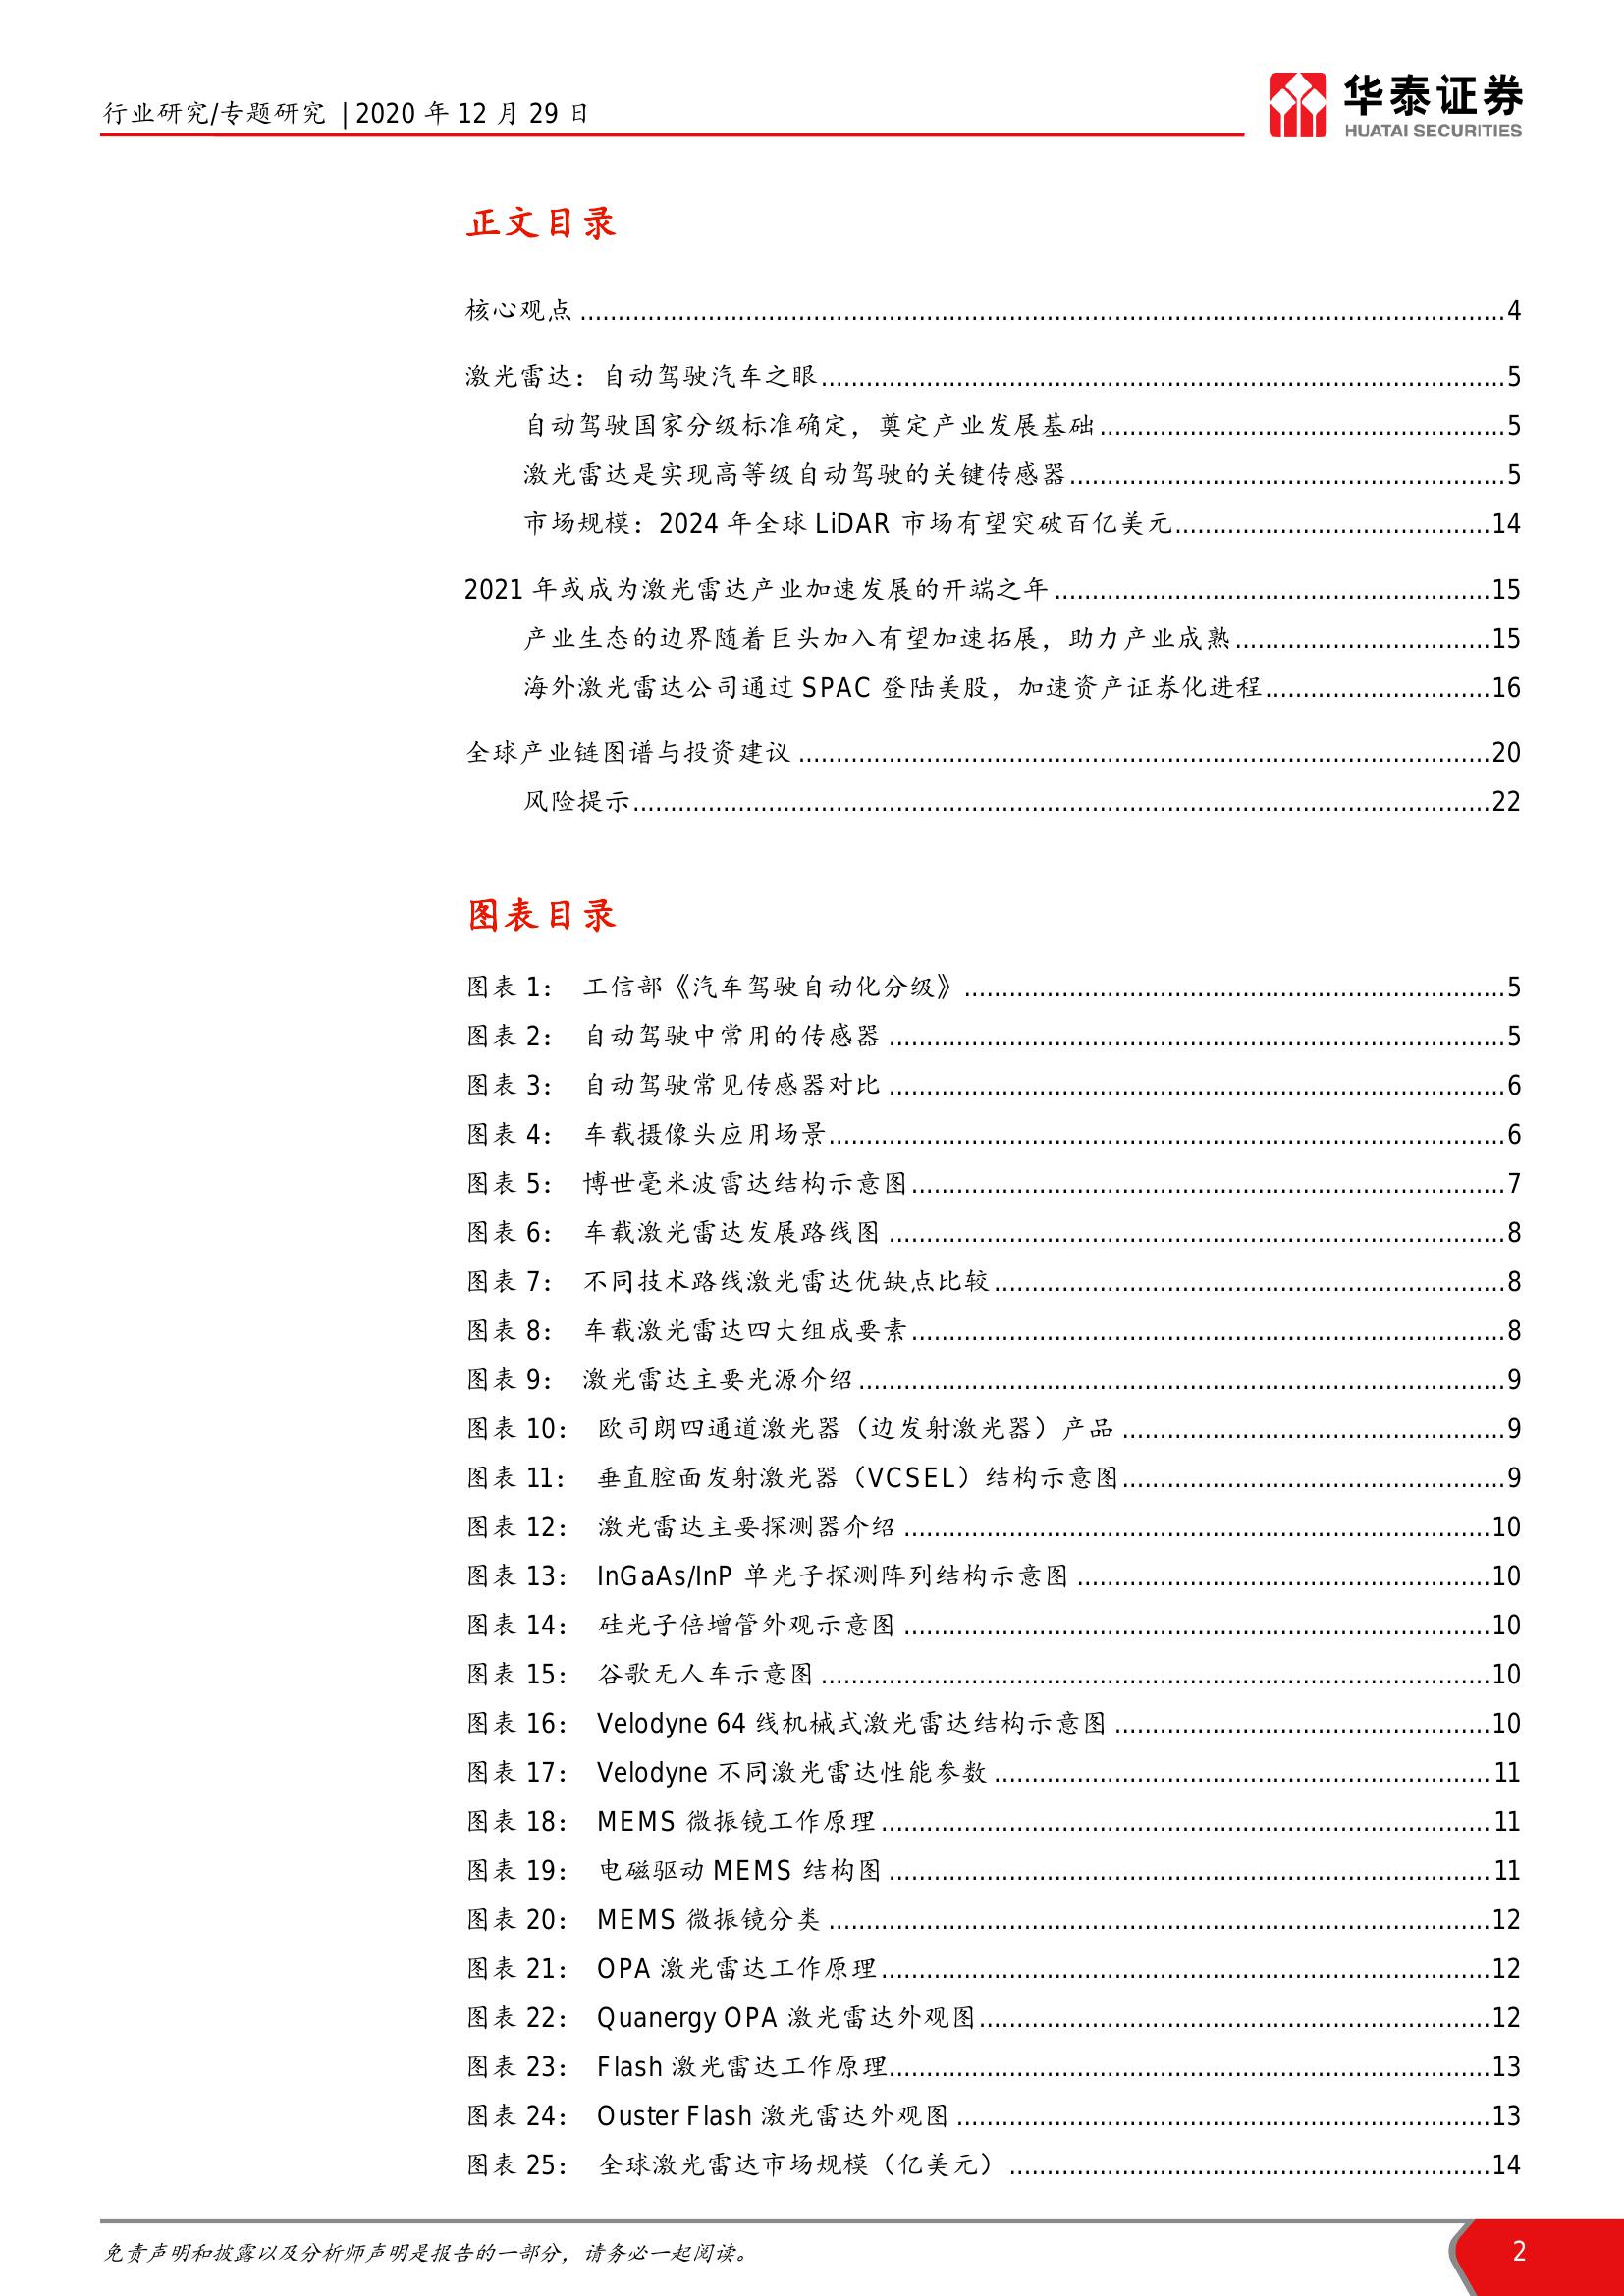 行业研究/专题研究 | 2020 年 12 月 29 日
华泰证券
HUATAI SECURITIES
正文目录
核心观点 ........ 4
激光雷达：自动驾驶汽车之眼 ........ 5
自动驾驶国家分级标准确定，奠定产业发展基础 ........ 5
激光雷达是实现高等级自动驾驶的关键传感器 ........ 5
市场规模：2024 年全球 LiDAR 市场有望突破百亿美元 ........ 14
2021 年或成为激光雷达产业加速发展的开端之年 ........ 15
产业生态的边界随着巨头加入有望加速拓展，助力产业成熟 ........ 15
海外激光雷达公司通过 SPAC 登陆美股，加速资产证券化进程 ........ 16
全球产业链图谱与投资建议 ........ 20
风险提示 ........ 22
图表目录
图表 1： 工信部《汽车驾驶自动化分级》 ........ 5
图表 2： 自动驾驶中常用的传感器 ........ 5
图表 3： 自动驾驶常见传感器对比 ........ 6
图表 4： 车载摄像头应用场景 ........ 6
图表 5： 博世毫米波雷达结构示意图 ........ 7
图表 6： 车载激光雷达发展路线图 ........ 8
图表 7： 不同技术路线激光雷达优缺点比较 ........ 8
图表 8： 车载激光雷达四大组成要素 ........ 8
图表 9： 激光雷达主要光源介绍 ........ 9
图表 10： 欧司朗四通道激光器（边发射激光器）产品 ........ 9
图表 11： 垂直腔面发射激光器（VCSEL）结构示意图 ........ 9
图表 12： 激光雷达主要探测器介绍 ........ 10
图表 13： InGaAs/InP 单光子探测阵列结构示意图 ........ 10
图表 14： 硅光子倍增管外观示意图 ........ 10
图表 15： 谷歌无人车示意图 ........ 10
图表 16： Velodyne 64 线机械式激光雷达结构示意图 ........ 10
图表 17： Velodyne 不同激光雷达性能参数 ........ 11
图表 18： MEMS 微振镜工作原理 ........ 11
图表 19： 电磁驱动 MEMS 结构图 ........ 11
图表 20： MEMS 微振镜分类 ........ 12
图表 21： OPA 激光雷达工作原理 ........ 12
图表 22： Quanergy OPA 激光雷达外观图 ........ 12
图表 23： Flash 激光雷达工作原理 ........ 13
图表 24： Ouster Flash 激光雷达外观图 ........ 13
图表 25： 全球激光雷达市场规模（亿美元） ........ 14
免责声明和披露以及分析师声明是报告的一部分，请务必一起阅读。
2